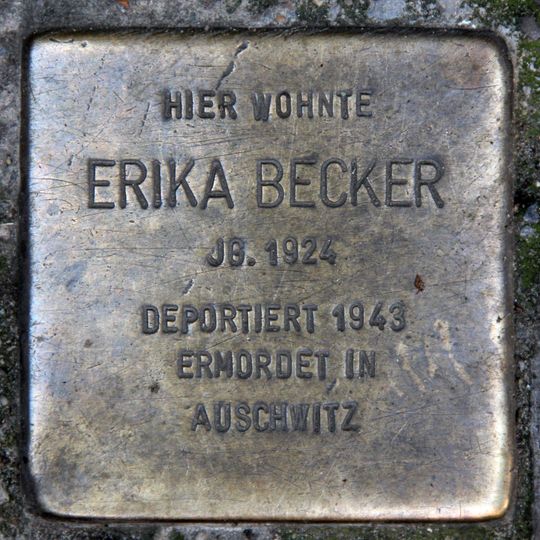 HIER WOHNTE
ERIKA BECKER
JG. 1924
DEPORTIERT 1943
ERMORDET IN
AUSCHWITZ